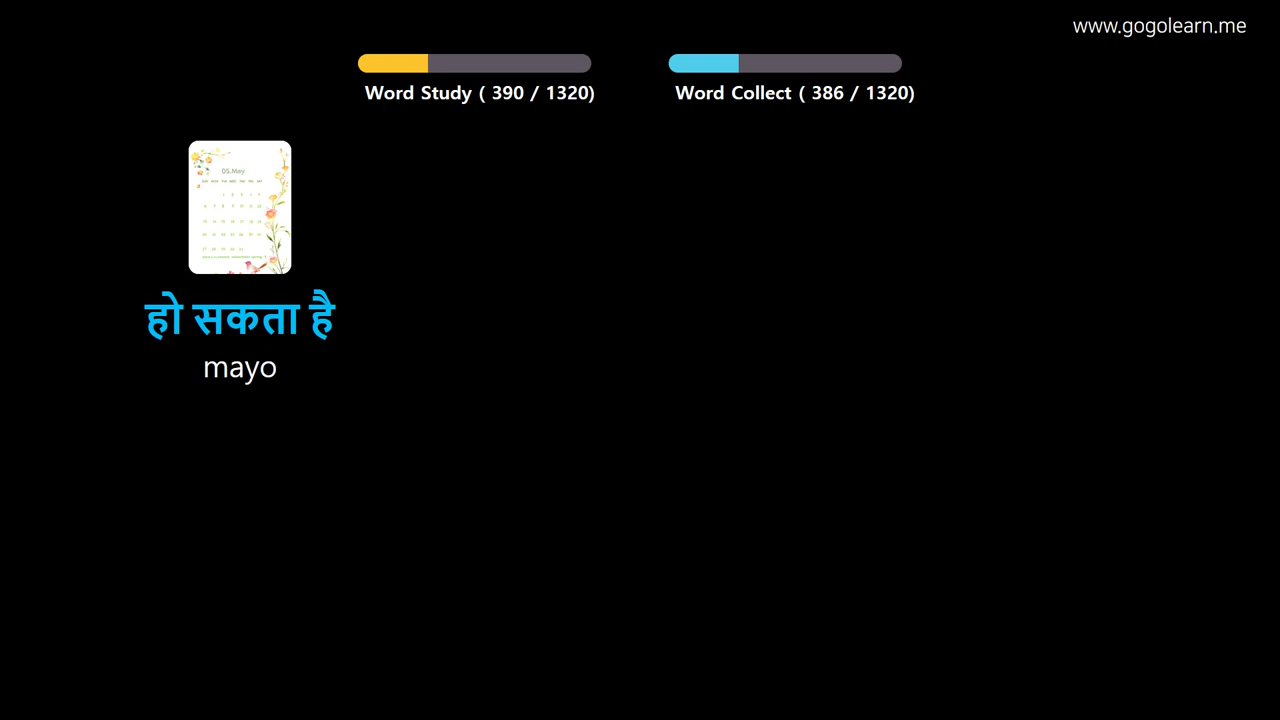 www.gogolearn.me
Word Study ( 390 / 1320)
Word Collect ( 386 / 1320)
05.May
हो सकता है
mayo